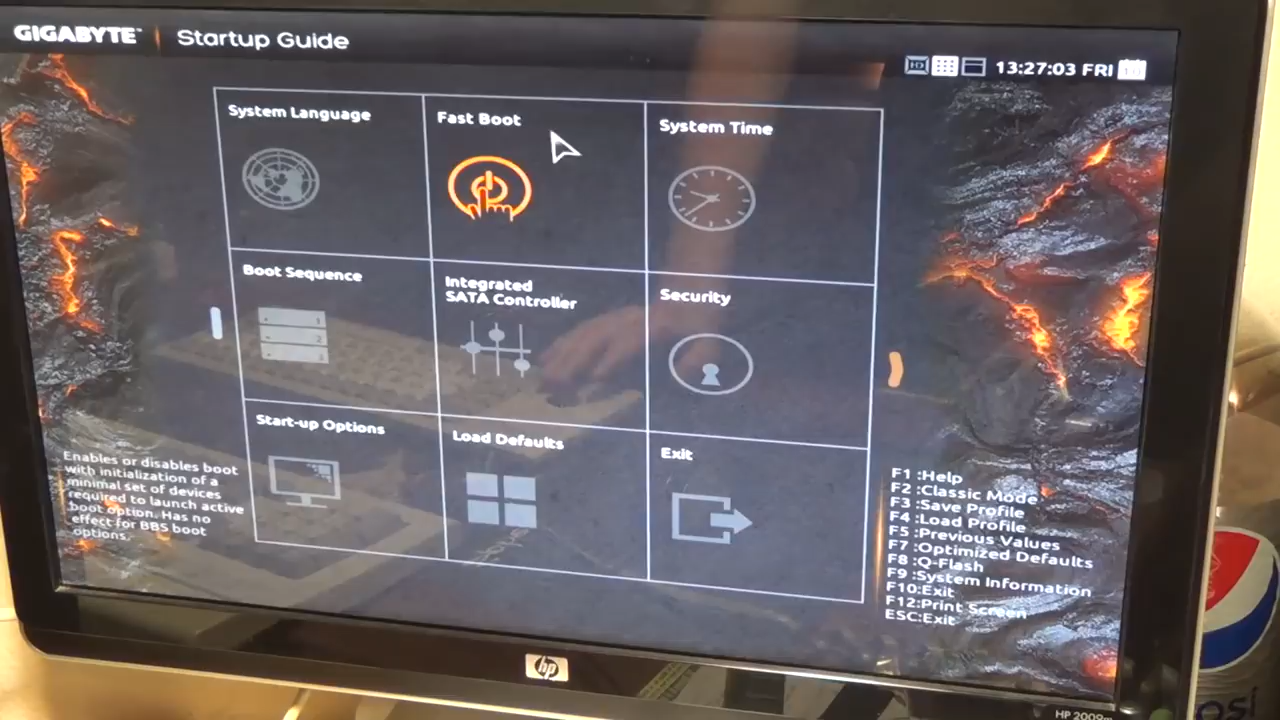 GIGABYTE™
Startup Guide
13:27:03 FRI
System Language
Fast Boot
System Time
Boot Sequence
Integrated
SATA Controller
Security
Start-up Options
Load Defaults
Exit
Enables or disables boot
with initialization of a
minimal set of devices
required to launch active
boot option. Has no
effect for BBS boot
options.
F1 :Help
F2 :Classic Mode
F3 :Save Profile
F4 :Load Profile
F5 :Previous Values
F7 :Optimized Defaults
F8 :Q-Flash
F9 :System Information
F10:Exit
F12:Print Screen
ESC:Exit
hp
HP 2009m